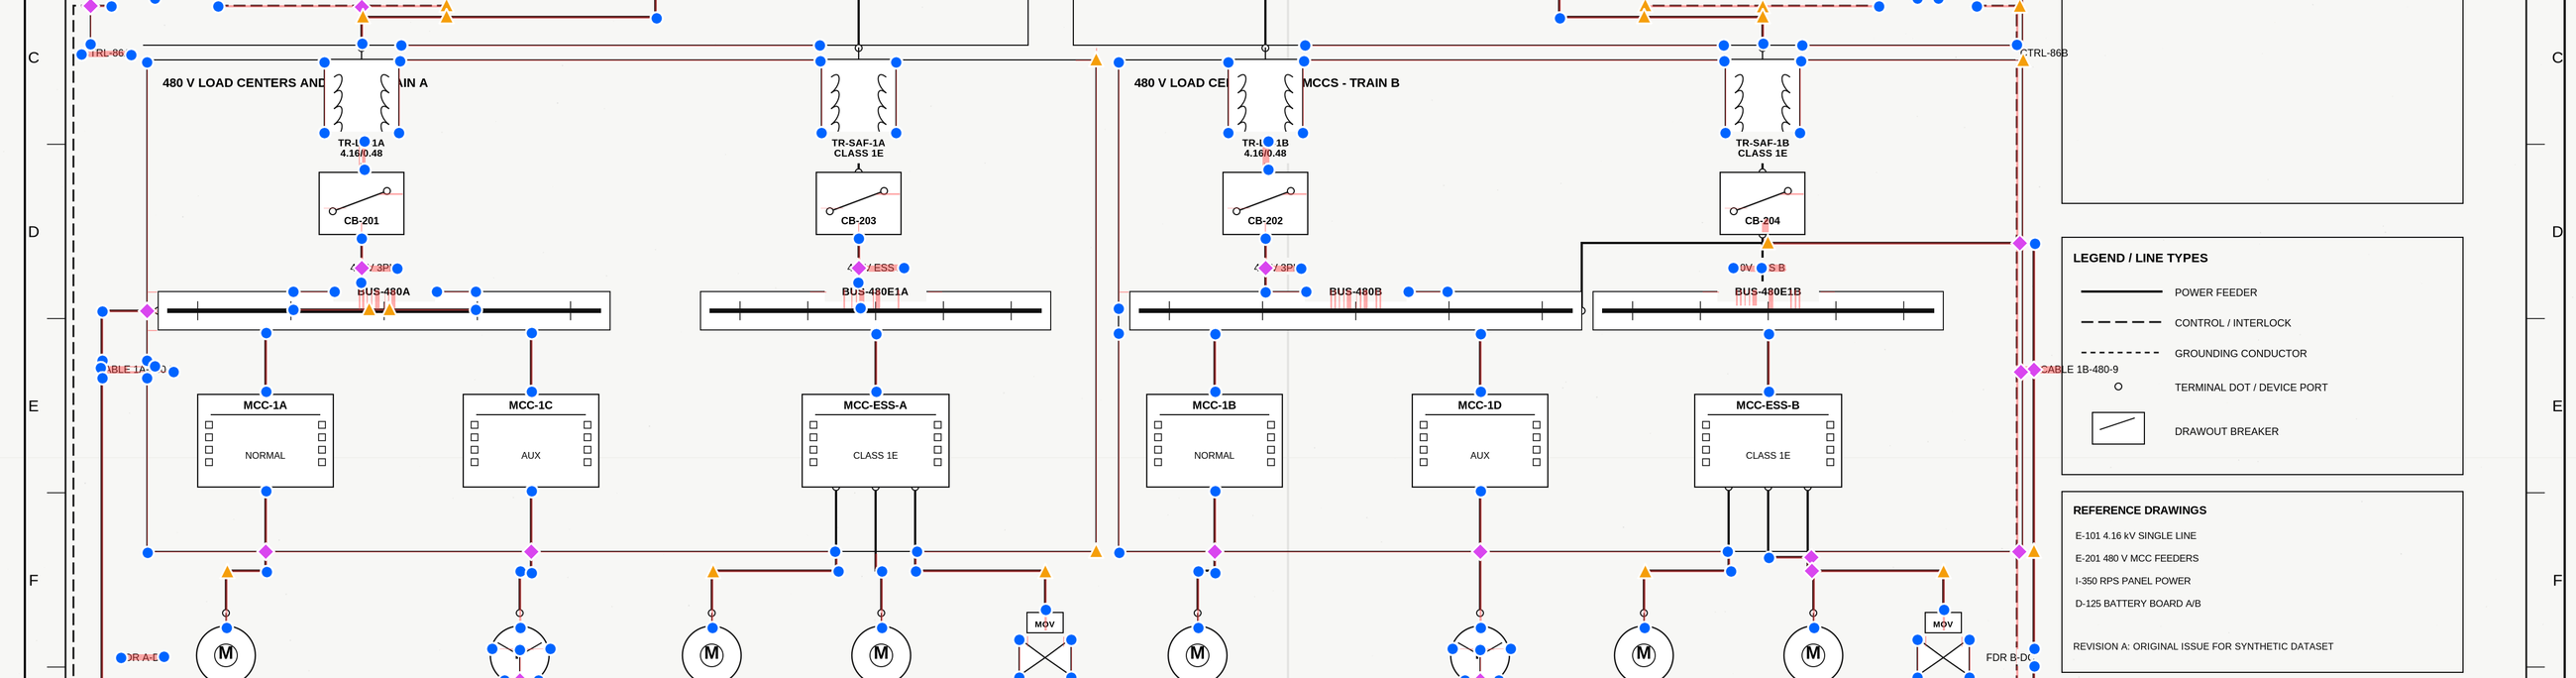 C
C
CTRL-86B
480 V LOAD CENTERS AND
480 V LOAD
MCCS - TRAIN B
TR-SAF-1A
CLASS 1E
TR-SAF-1B
CLASS 1E
4.16/0.48
4.16/0.48
CB-201
CB-203
CB-202
CB-204
D
D
LEGEND / LINE TYPES
POWER FEEDER
CONTROL / INTERLOCK
GROUNDING CONDUCTOR
TERMINAL DOT / DEVICE PORT
DRAWOUT BREAKER
BUS-480A
BUS-480E1A
BUS-480B
BUS-480E1B
CABLE 1B-480-9
E
E
MCC-1A
NORMAL
MCC-1C
AUX
MCC-ESS-A
CLASS 1E
MCC-1B
NORMAL
MCC-1D
AUX
MCC-ESS-B
CLASS 1E
REFERENCE DRAWINGS
E-101 4.16 kV SINGLE LINE
E-201 480 V MCC FEEDERS
I-350 RPS PANEL POWER
D-125 BATTERY BOARD A/B
REVISION A: ORIGINAL ISSUE FOR SYNTHETIC DATASET
F
F
M
M
M
MOV
M
M
M
MOV
FDR